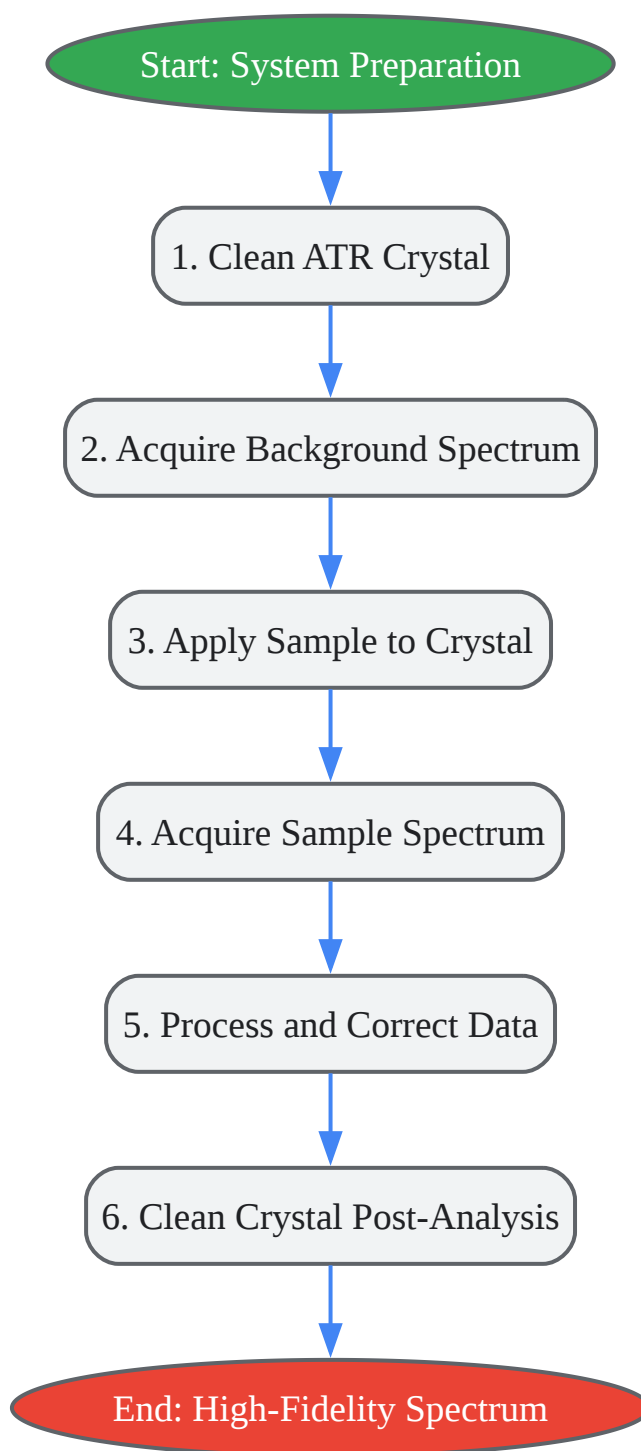 Start: System Preparation
1. Clean ATR Crystal
2. Acquire Background Spectrum
3. Apply Sample to Crystal
4. Acquire Sample Spectrum
5. Process and Correct Data
6. Clean Crystal Post-Analysis
End: High-Fidelity Spectrum